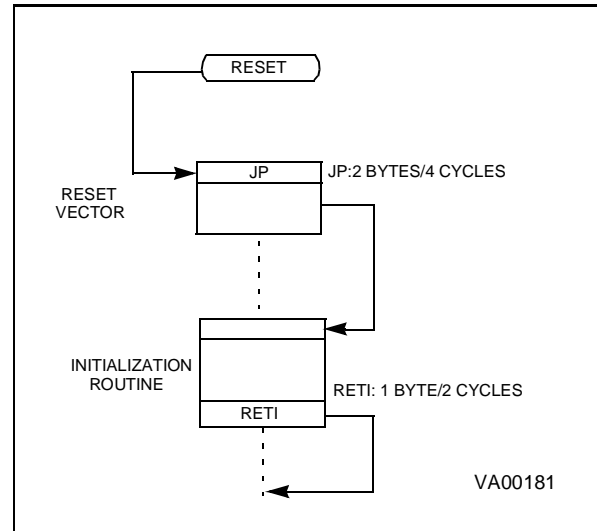 RESET
JP
JP:2 BYTES/4 CYCLES
RESET
VECTOR
INITIALIZATION
ROUTINE
RETI: 1 BYTE/2 CYCLES
RETI
VA00181